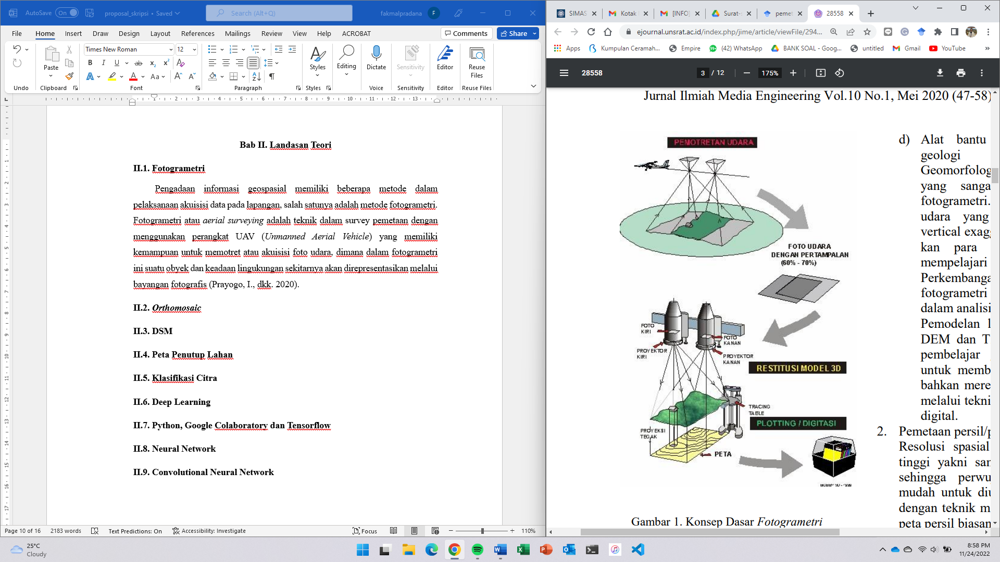 AutoSave On proposal_skripsi • Saved Search (Alt+Q) fakmalpradana F
File Home Insert Draw Design Layout References Mailings Review View Help ACROBAT Comments Share
Times New Roman 12
Paste Styles Editing Dictate Sensitivity Editor Reuse Files
Undo Clipboard Font Paragraph Styles Voice Sensitivity Editor Reuse Files
Bab II. Landasan Teori
II.1. Fotogrametri
Pengadaan informasi geospasial memiliki beberapa metode dalam
pelaksanaan akuisisi data pada lapangan, salah satunya adalah metode fotogrametri.
Fotogrametri atau aerial surveying adalah teknik dalam survey pemetaan dengan
menggunakan perangkat UAV (Unmanned Aerial Vehicle) yang memiliki
kemampuan untuk memotret atau akuisisi foto udara, dimana dalam fotogrametri
ini suatu obyek dan keadaan lingukungan sekitarnya akan direpresentasikan melalui
bayangan fotografis (Prayogo, I., dkk. 2020).
II.2. Orthomosaic
II.3. DSM
II.4. Peta Penutup Lahan
II.5. Klasifikasi Citra
II.6. Deep Learning
II.7. Python, Google Colaboratory dan Tensorflow
II.8. Neural Network
II.9. Convolutional Neural Network
Page 10 of 16 2183 words Text Predictions: On Accessibility: Investigate Focus 110%
SIMAS Kotak [INFO] Surat- pemet 28558
ejournal.unsrat.ac.id/index.php/jime/article/viewFile/294...
Apps Kumpulan Ceramah... Empire (42) WhatsApp BANK SOAL - Goog... untitled Gmail YouTube »
28558 3 / 12 175%
Jurnal Ilmiah Media Engineering Vol.10 No.1, Mei 2020 (47-58)
PEMOTRETAN UDARA
FOTO UDARA
DENGAN PERTAMPALAN
(60% - 70%)
FOTO
KIRI
FOTO
KANAN
PROYEKTOR
KIRI
PROYEKTOR
KANAN
RESTITUSI MODEL 3D
TRACING
TABLE
PLOTTING / DIGITASI
PROYEKSI
TEGAK
PETA
Gambar 1. Konsep Dasar Fotogrametri
d) Alat bantu
geologi
Geomorfolog
yang sanga
fotogrametri.
udara yang
vertical exagg
kan para
mempelajari
Perkembanga
fotogrametri
dalam analisi
Pemodelan l
DEM dan T
pembelajar
untuk memb
bahkan mere
melalui tekni
digital.
2. Pemetaan persil/p
Resolusi spasial
tinggi yakni sam
sehingga perwu
mudah untuk diu
dengan teknik m
peta persil biasan
25°C
Cloudy
8:58 PM
11/24/2022